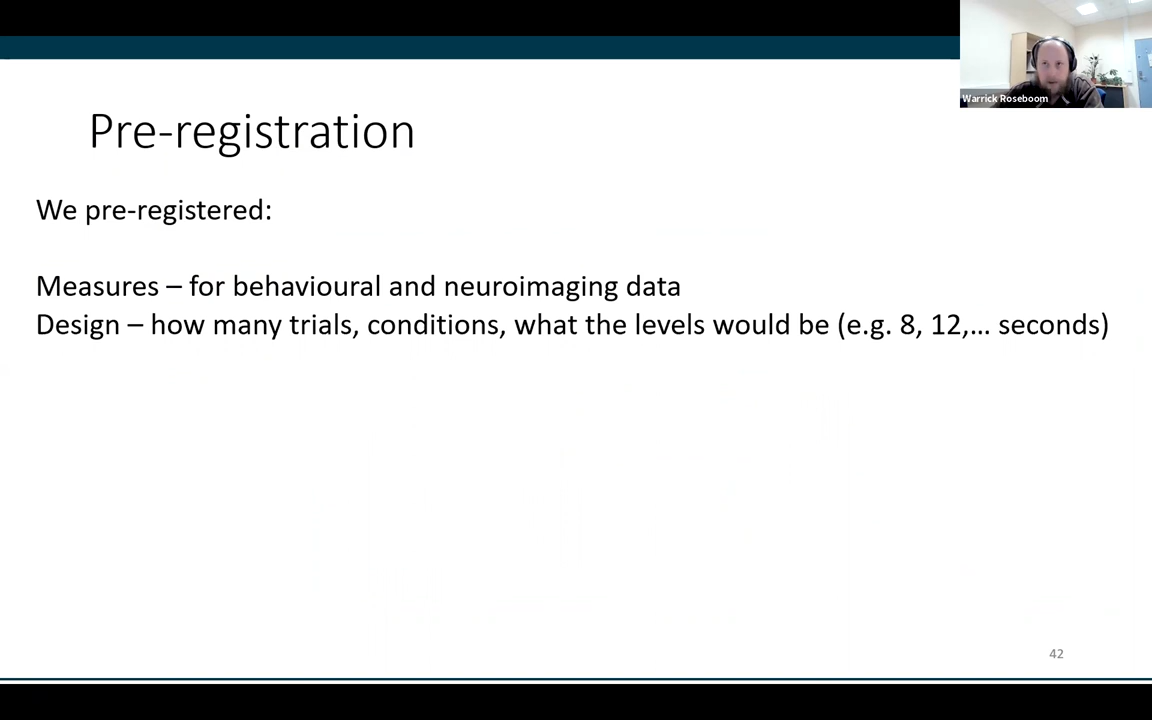 Warrick Roseboom
Pre-registration
We pre-registered:
Measures – for behavioural and neuroimaging data
Design – how many trials, conditions, what the levels would be (e.g. 8, 12,... seconds)
42